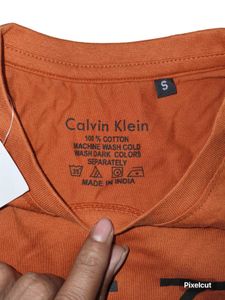 S
Calvin Klein
100% COTTON
MACHINE WASH COLD
WASH DARK COLORS
SEPARATELY
MADE IN INDIA
Pixelcut